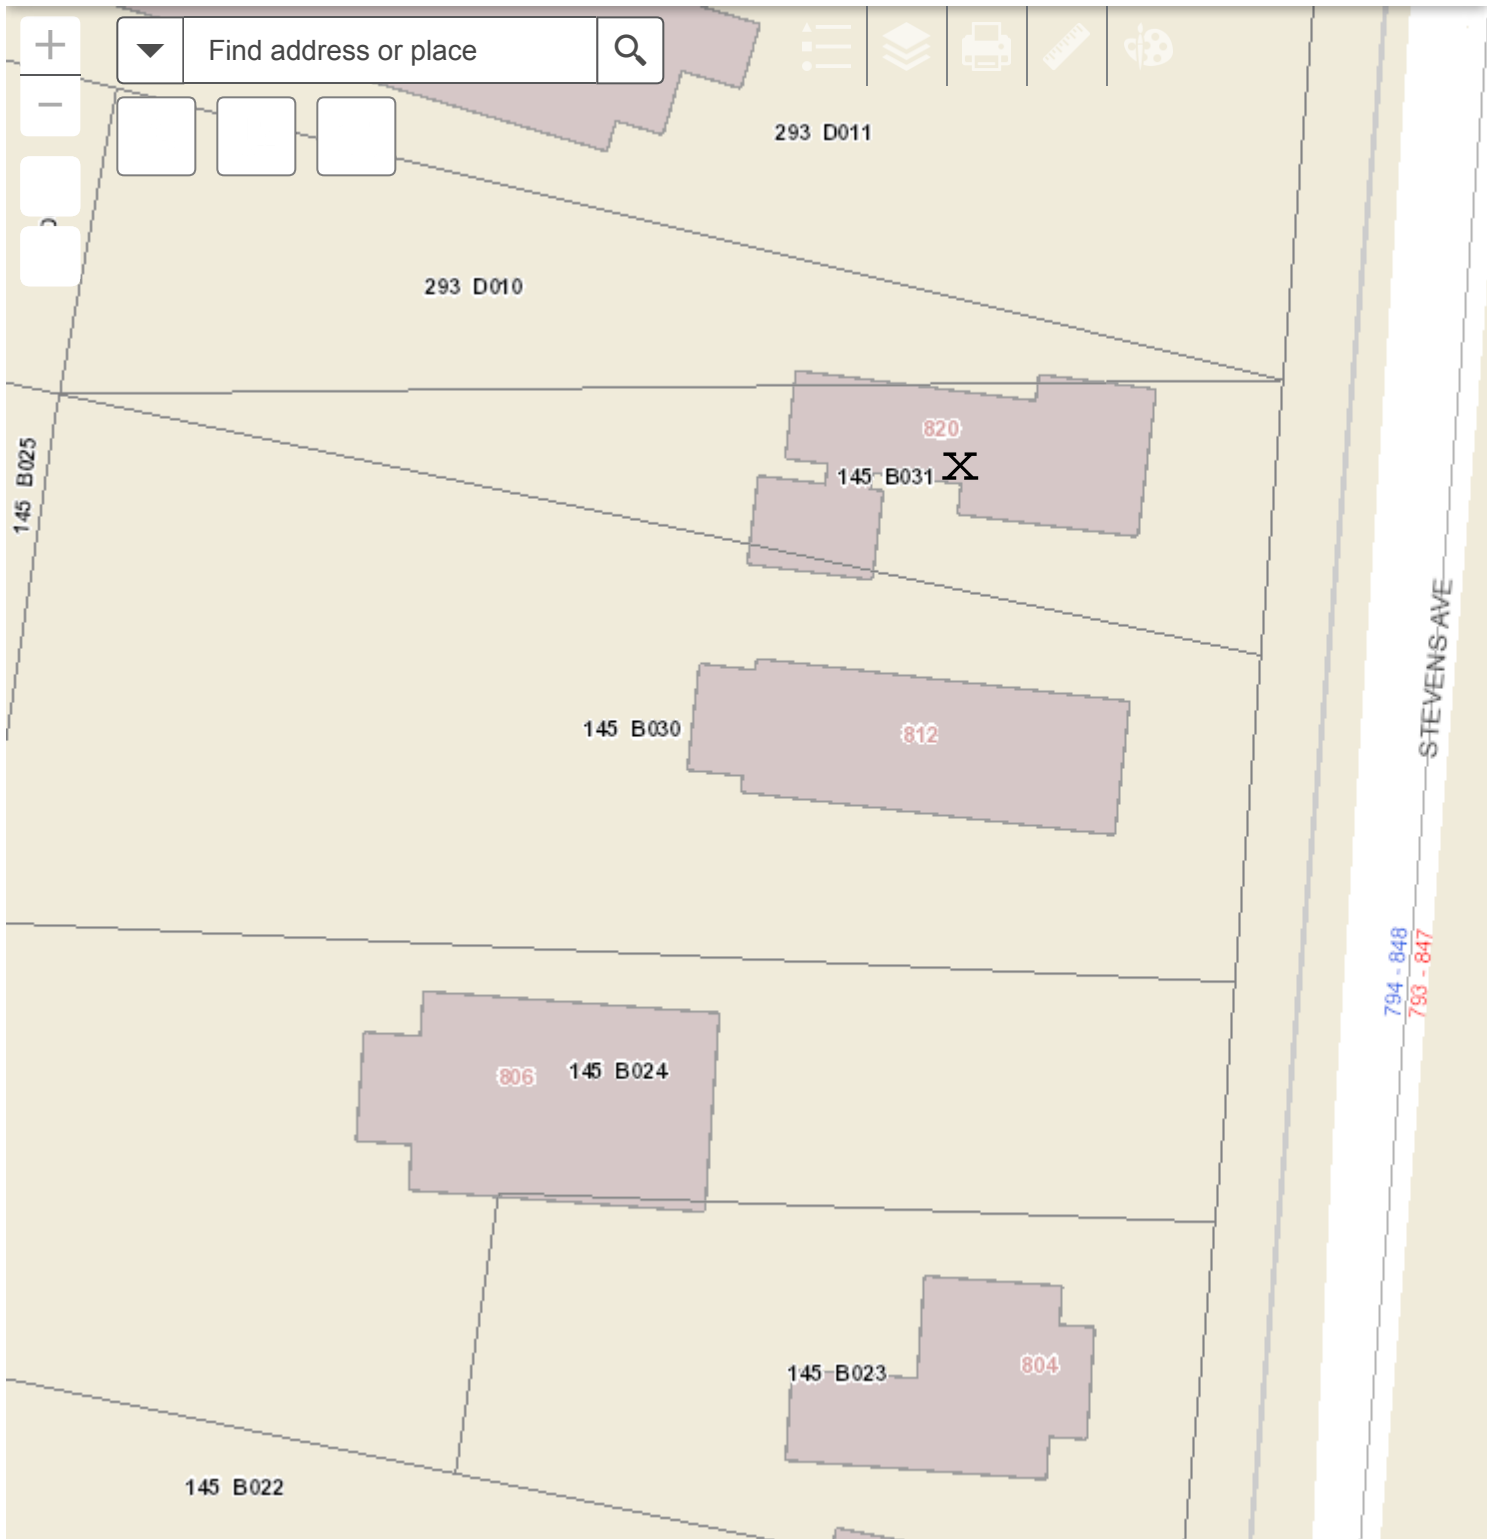 +
Find address or place
−
293 D011
293 D010
820
145 B031 X
145 B025
STEVENS AVE
145 B030
812
794 - 848
793 - 847
806
145 B024
145 B023
804
145 B022